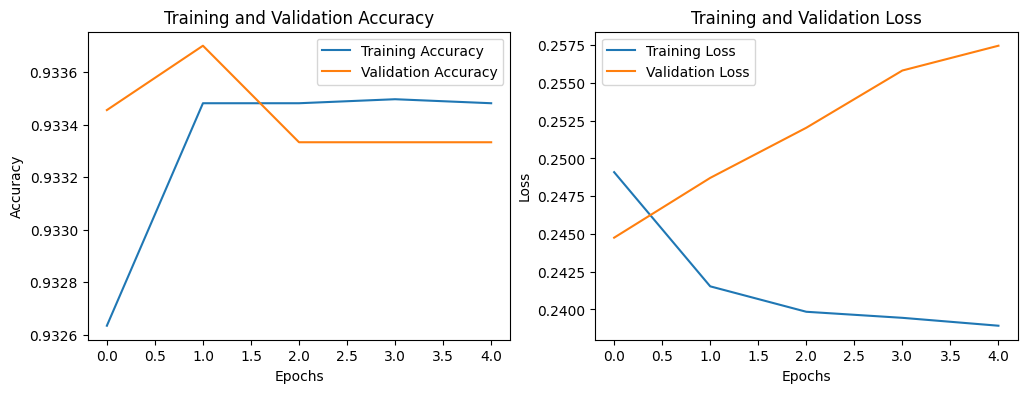 Training and Validation Accuracy
Training Accuracy
Validation Accuracy
0.9336
0.9334
0.9332
0.9330
0.9328
0.9326
Accuracy
0.0 0.5 1.0 1.5 2.0 2.5 3.0 3.5 4.0
Epochs
Training and Validation Loss
Training Loss
Validation Loss
0.2575
0.2550
0.2525
0.2500
0.2475
0.2450
0.2425
0.2400
Loss
0.0 0.5 1.0 1.5 2.0 2.5 3.0 3.5 4.0
Epochs